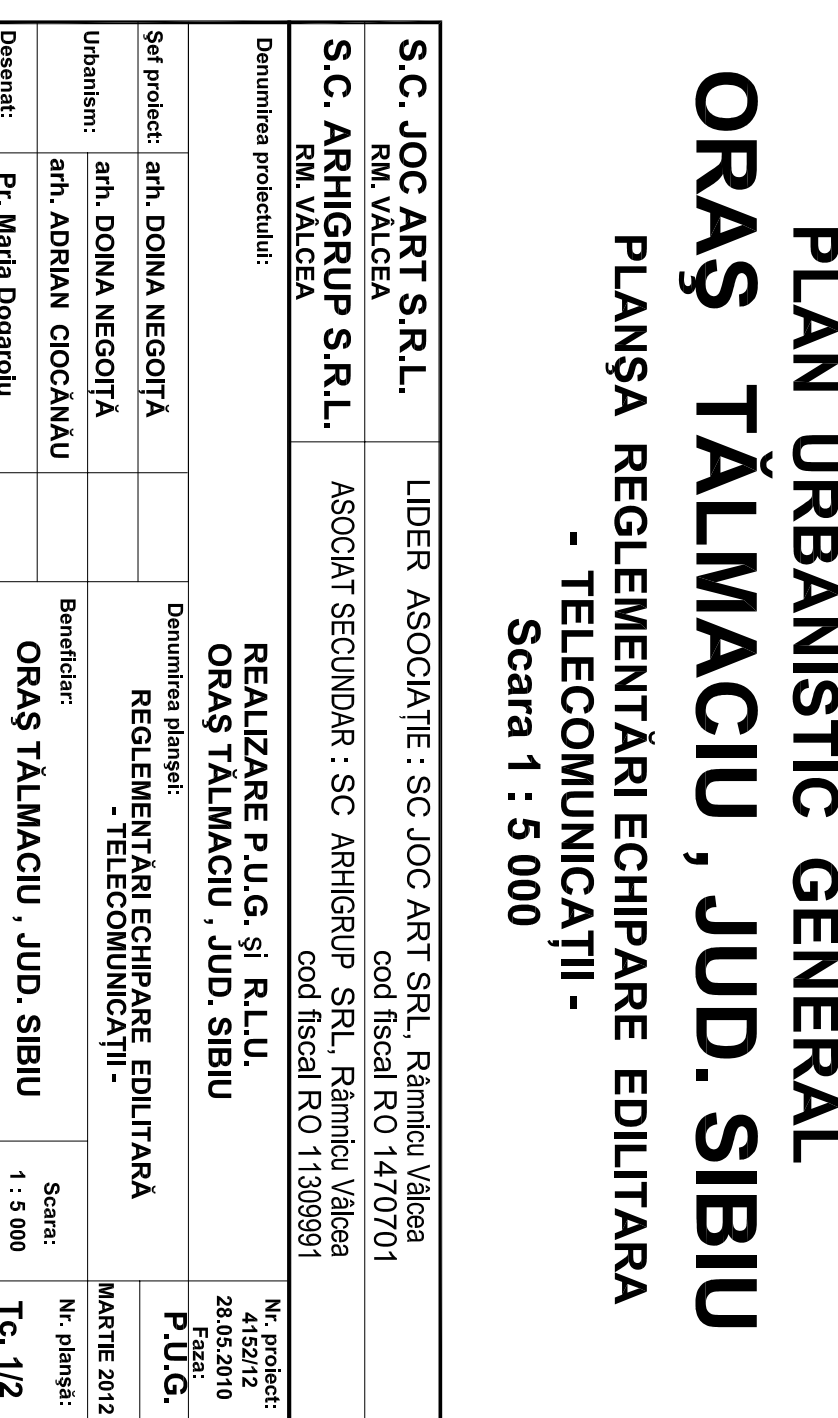 PLAN URBANISTIC GENERAL
ORAŞ TĂLMACIU , JUD. SIBIU
PLANŞA REGLEMENTĂRI ECHIPARE EDILITARA
- TELECOMUNICAŢII -
Scara 1 : 5 000
S.C. JOC ART S.R.L.
RM. VÂLCEA
LIDER ASOCIAŢIE : SC JOC ART SRL, Râmnicu Vâlcea
cod fiscal RO 1470701
S.C. ARHIGRUP S.R.L.
RM. VÂLCEA
ASOCIAT SECUNDAR : SC ARHIGRUP SRL, Râmnicu Vâlcea
cod fiscal RO 11309991
Denumirea proiectului:
REALIZARE P.U.G. şi R.L.U.
ORAŞ TĂLMACIU , JUD. SIBIU
Nr. proiect:
4152/12
28.05.2010
Faza:
P.U.G.
Şef proiect: arh. DOINA NEGOIŢĂ
Urbanism: arh. DOINA NEGOIŢĂ
arh. ADRIAN CIOCĂNĂU
Denumirea planşei:
REGLEMENTĂRI ECHIPARE EDILITARĂ
- TELECOMUNICAŢII -
MARTIE 2012
Desenat: Pr. Maria Dogaroiu
Beneficiar:
ORAŞ TĂLMACIU , JUD. SIBIU
Scara:
1 : 5 000
Nr. planşă:
Tc. 1/2